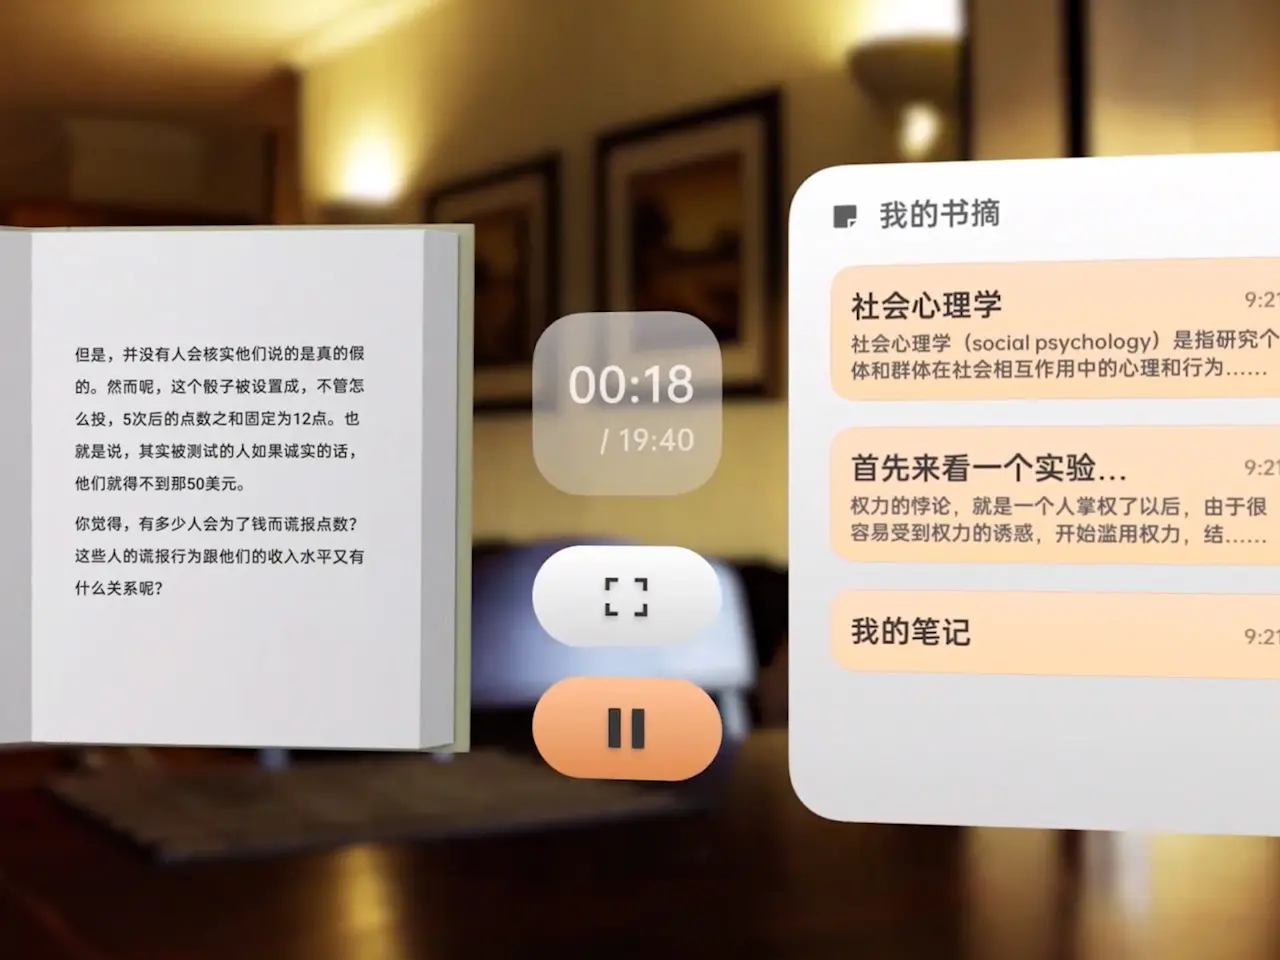 但是，并没有人会核实他们说的是真的假
的。然而呢，这个骰子被设置成，不管怎
么投，5次后的点数之和固定为12点。也
就是说，其实被测试的人如果诚实的话，
他们就得不到那50美元。
你觉得，有多少人会为了钱而谎报点数？
这些人的谎报行为跟他们的收入水平又有
什么关系呢？
00:18
/ 19:40
我的书摘
社会心理学 9:21
社会心理学（social psychology）是指研究个
体和群体在社会相互作用中的心理和行为……
首先来看一个实验… 9:21
权力的悖论，就是一个人掌权了以后，由于很
容易受到权力的诱惑，开始滥用权力，结……
我的笔记 9:21